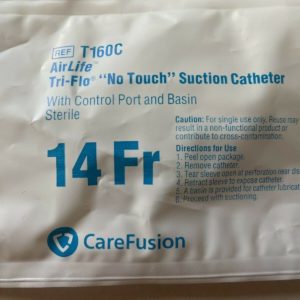 REF T160C
AirLife™
Tri-Flo® "No Touch" Suction Catheter
With Control Port and Basin
Sterile
Caution: For single use only. Reuse may
result in a non-functional product or
contribute to cross-contamination.
14 Fr
Directions for Use
1. Peel open package.
2. Remove catheter.
3. Tear sleeve open at perforation near
4. Retract sleeve to expose catheter.
5. A basin is provided for catheter
6. Proceed with suctioning.
CareFusion